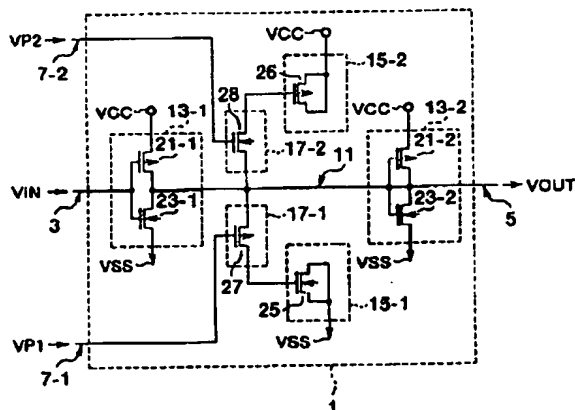 VP2
7-2
VCC
26
15-2
28
VCC
13-1
21-1
17-2
VCC
13-2
21-2
11
VIN
3
23-1
17-1
23-2
5
VOUT
VSS
27
25
15-1
VSS
VSS
VP1
7-1
1